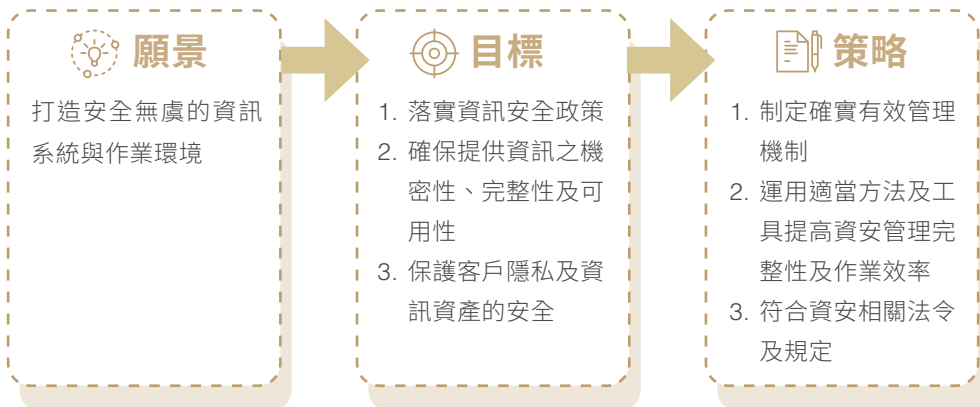 願景
打造安全無虞的資訊
系統與作業環境
目標
1. 落實資訊安全政策
2. 確保提供資訊之機
密性、完整性及可
用性
3. 保護客戶隱私及資
訊資產的安全
策略
1. 制定確實有效管理
機制
2. 運用適當方法及工
具提高資安管理完
整性及作業效率
3. 符合資安相關法令
及規定